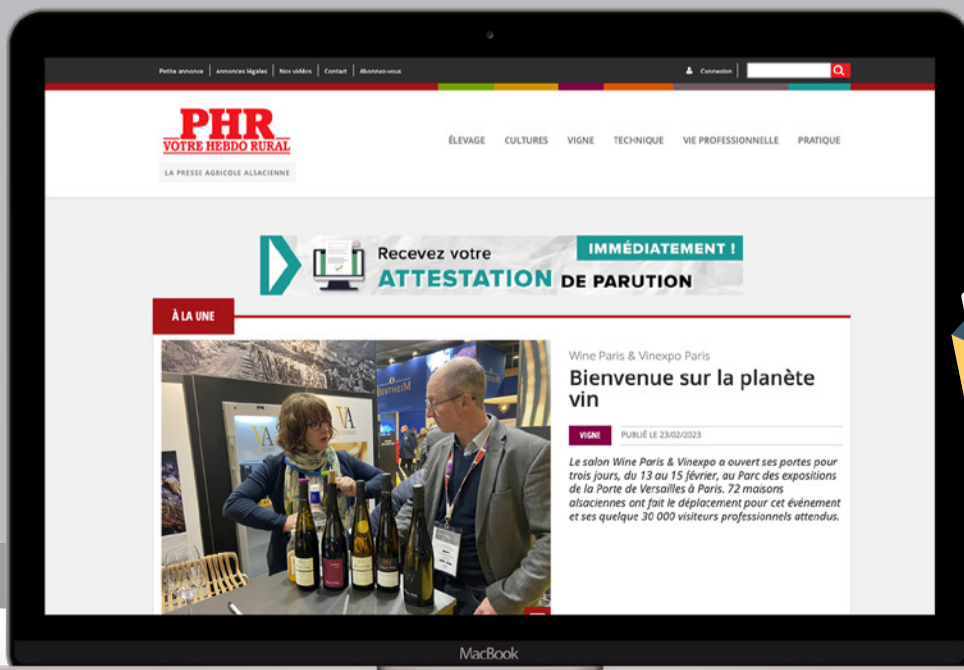 Petite annonce | Annonces légales | Nos vidéos | Contact | Abonnez-vous
Connexion
PHR
VOTRE HEBDO RURAL
LA PRESSE AGRICOLE ALSACIENNE
ÉLEVAGE CULTURES VIGNE TECHNIQUE VIE PROFESSIONNELLE PRATIQUE
Recevez votre IMMÉDIATEMENT !
ATTESTATION DE PARUTION
À LA UNE
Wine Paris & Vinexpo Paris
Bienvenue sur la planète
vin
VIGNE PUBLIÉ LE 23/02/2023
Le salon Wine Paris & Vinexpo a ouvert ses portes pour
trois jours, du 13 au 15 février, au Parc des expositions
de la Porte de Versailles à Paris. 72 maisons
alsaciennes ont fait le déplacement pour cet événement
et ses quelque 30 000 visiteurs professionnels attendus.
VA
VA
MacBook